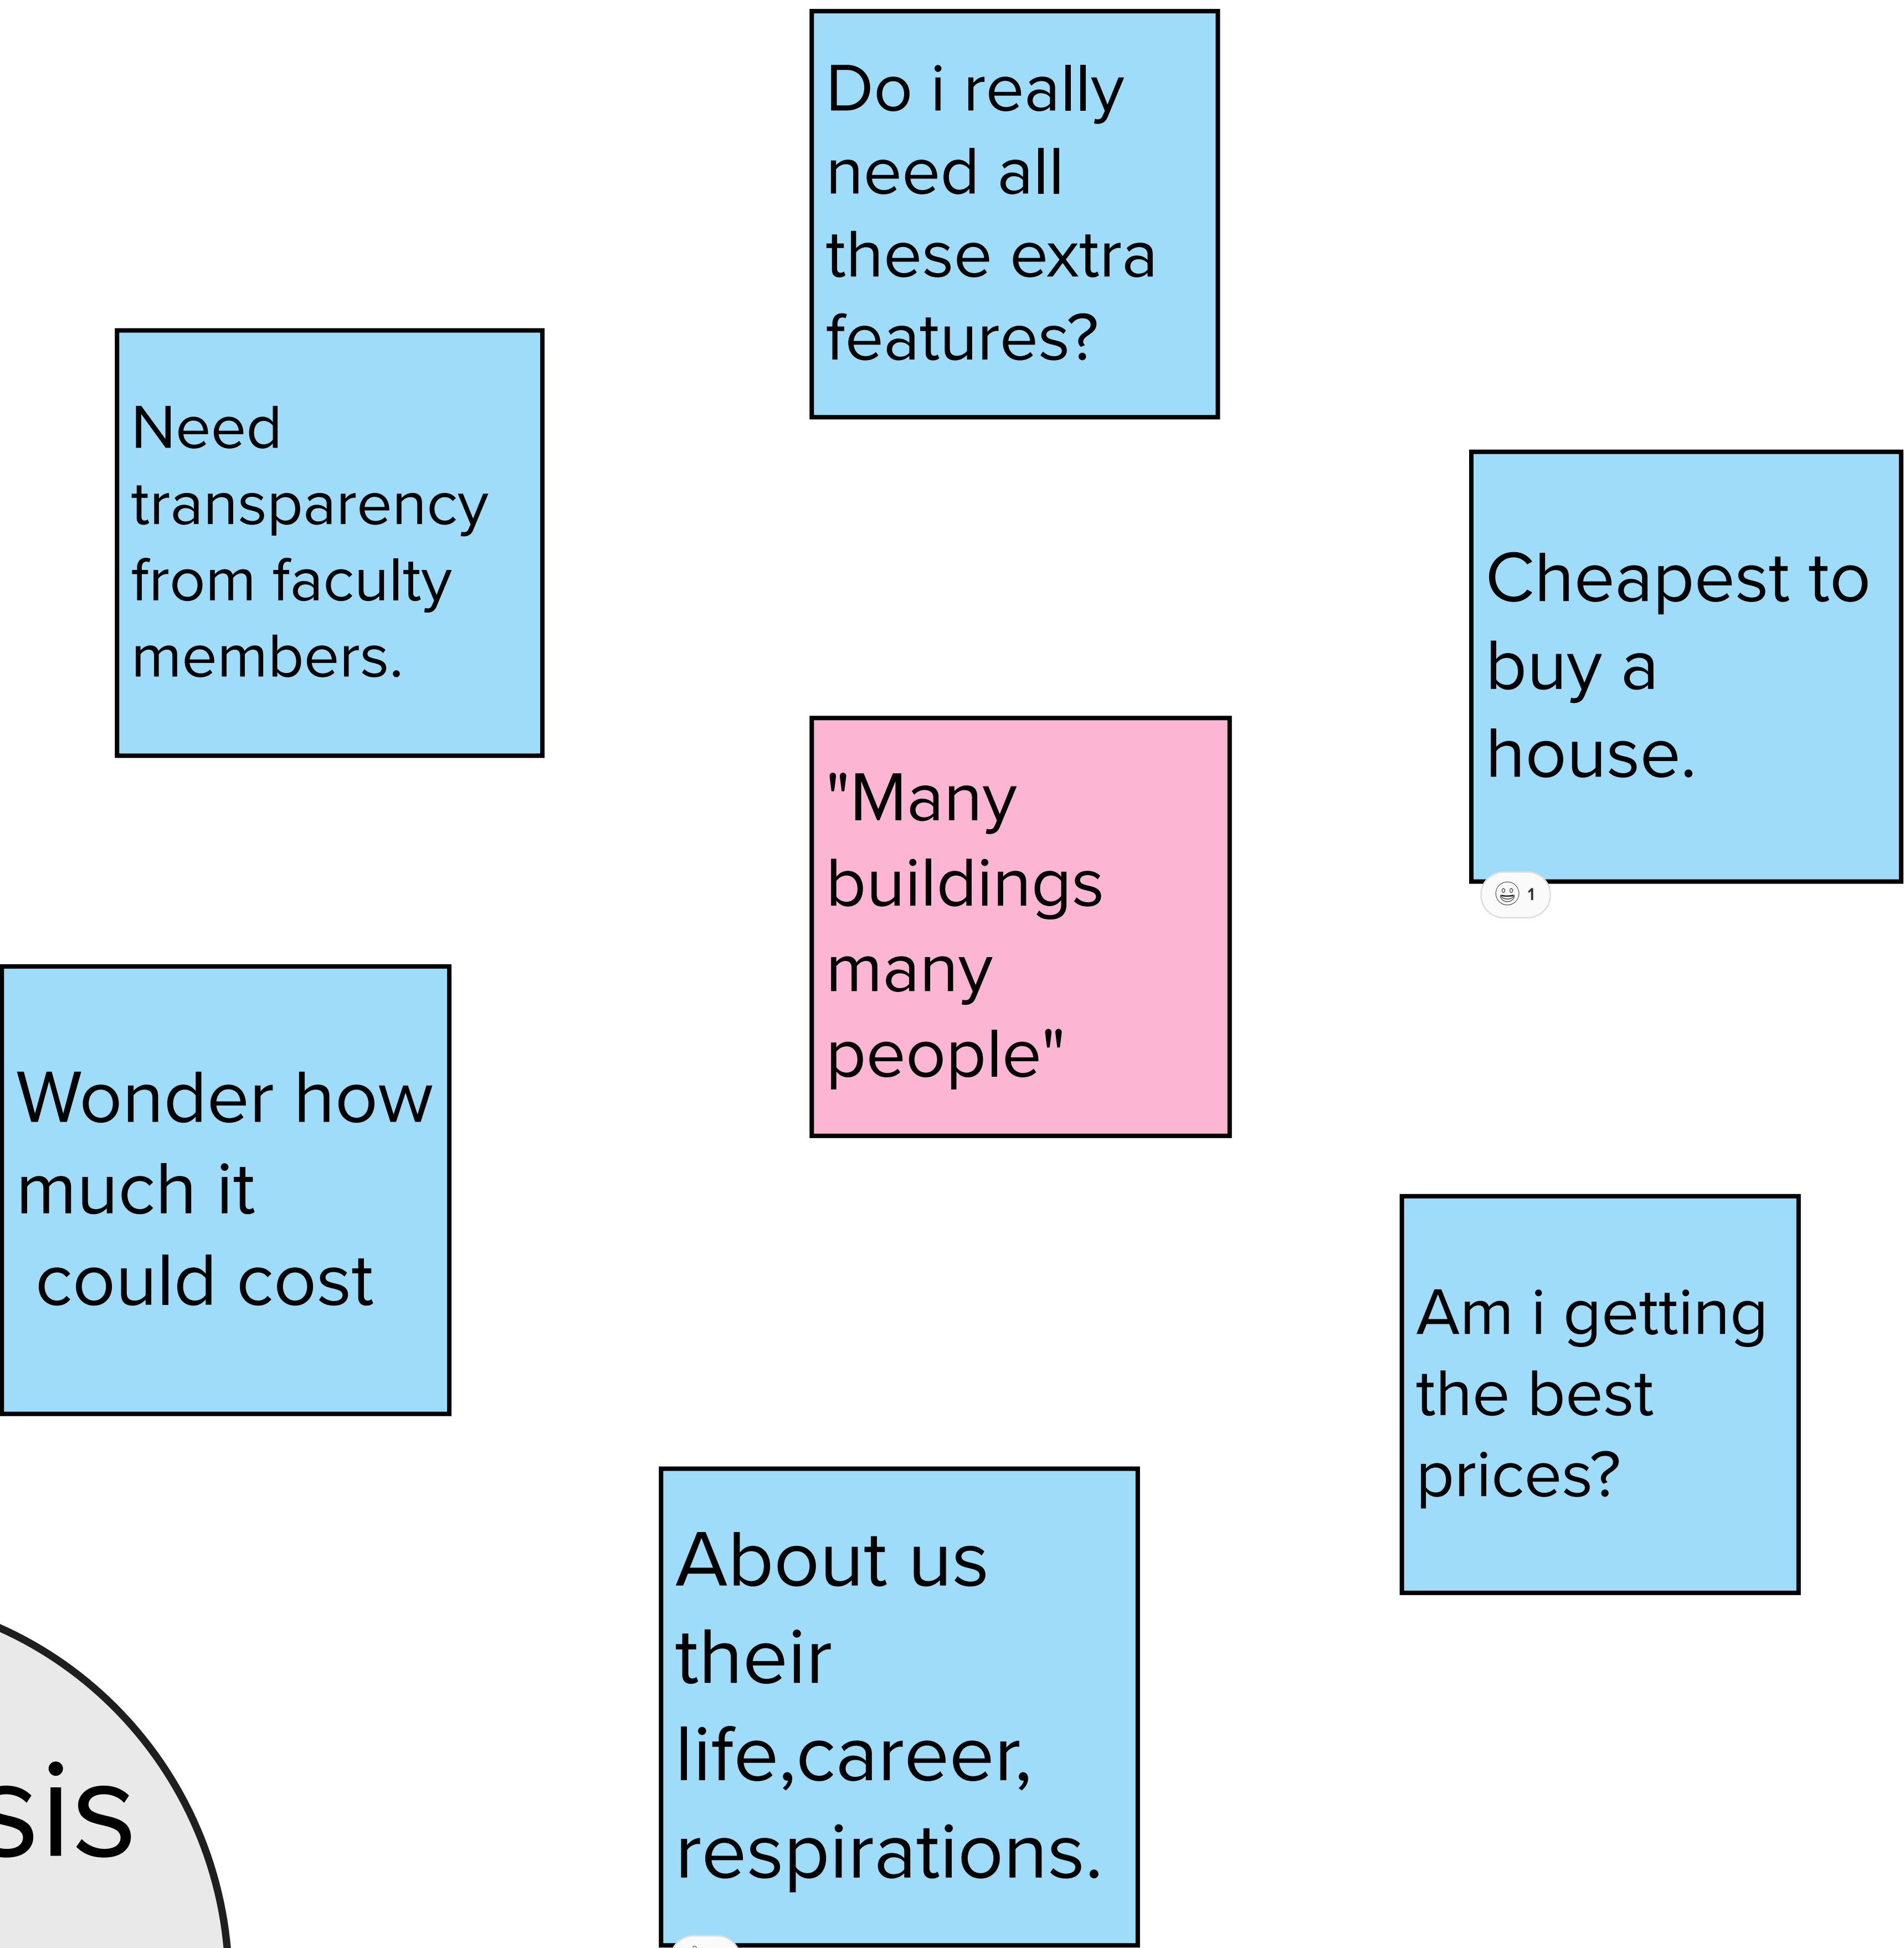 Do i really
need all
these extra
features?
Need
transparency
from faculty
members.
Cheapest to
buy a
house.
1
"Many
buildings
many
people"
Wonder how
much it
could cost
Am i getting
the best
prices?
About us
their
life,career,
respirations.
sis